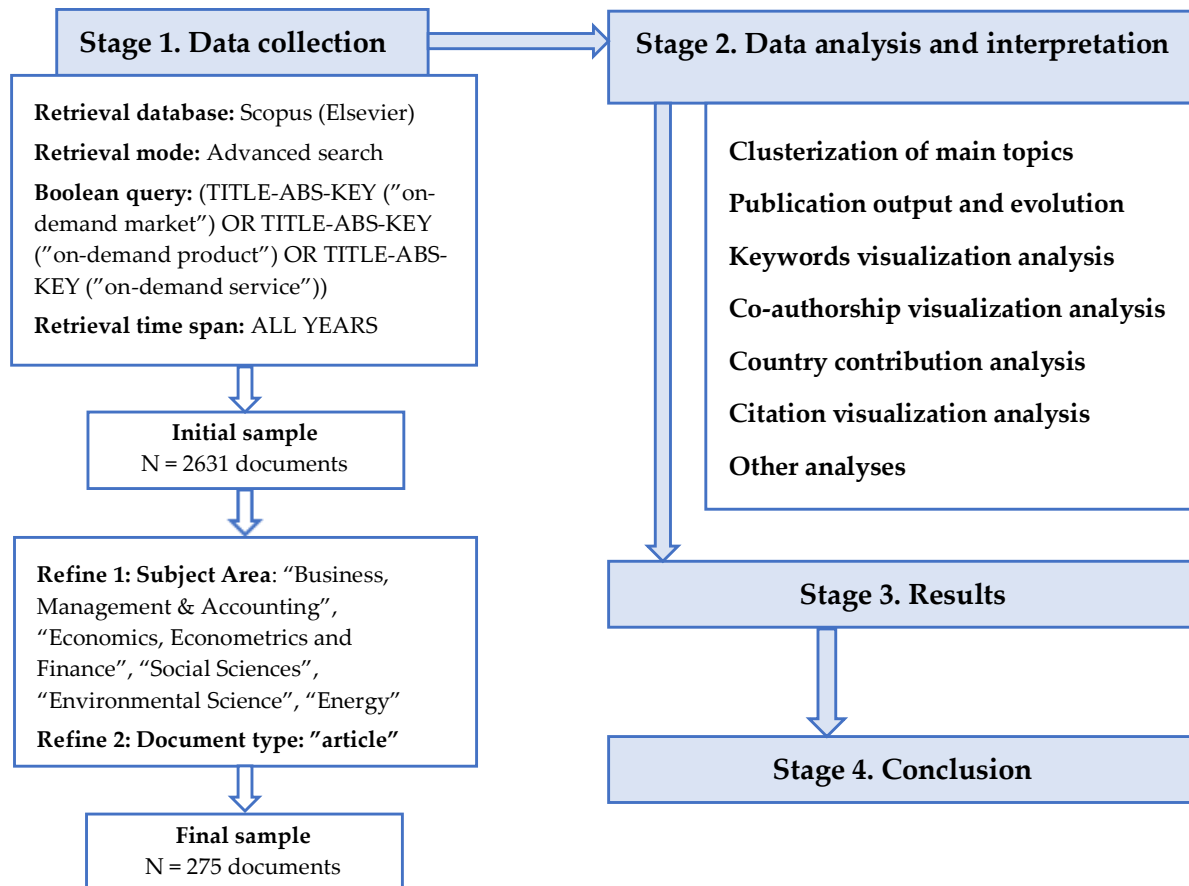 Stage 1. Data collection
Retrieval database: Scopus (Elsevier)
Retrieval mode: Advanced search
Boolean query: (TITLE-ABS-KEY (”on-
demand market”) OR TITLE-ABS-KEY
(”on-demand product”) OR TITLE-ABS-
KEY (”on-demand service”))
Retrieval time span: ALL YEARS
Initial sample
N = 2631 documents
Refine 1: Subject Area: “Business,
Management & Accounting”,
“Economics, Econometrics and
Finance”, “Social Sciences”,
“Environmental Science”, “Energy”
Refine 2: Document type: ”article”
Final sample
N = 275 documents
Stage 2. Data analysis and interpretation
Clusterization of main topics
Publication output and evolution
Keywords visualization analysis
Co-authorship visualization analysis
Country contribution analysis
Citation visualization analysis
Other analyses
Stage 3. Results
Stage 4. Conclusion